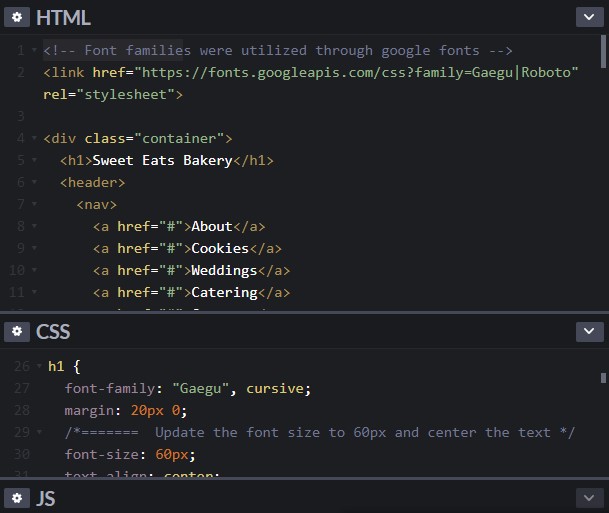 HTML
1 <!-- Font families were utilized through google fonts -->
2 <link href="https://fonts.googleapis.com/css?family=Gaegu|Roboto"
rel="stylesheet">
3
4 <div class="container">
5 <h1>Sweet Eats Bakery</h1>
6 <header>
7 <nav>
8 <a href="#">About</a>
9 <a href="#">Cookies</a>
10 <a href="#">Weddings</a>
11 <a href="#">Catering</a>
CSS
26 h1 {
27 font-family: "Gaegu", cursive;
28 margin: 20px 0;
29 /*======= Update the font size to 60px and center the text */
30 font-size: 60px;
31 text-align: center;
JS